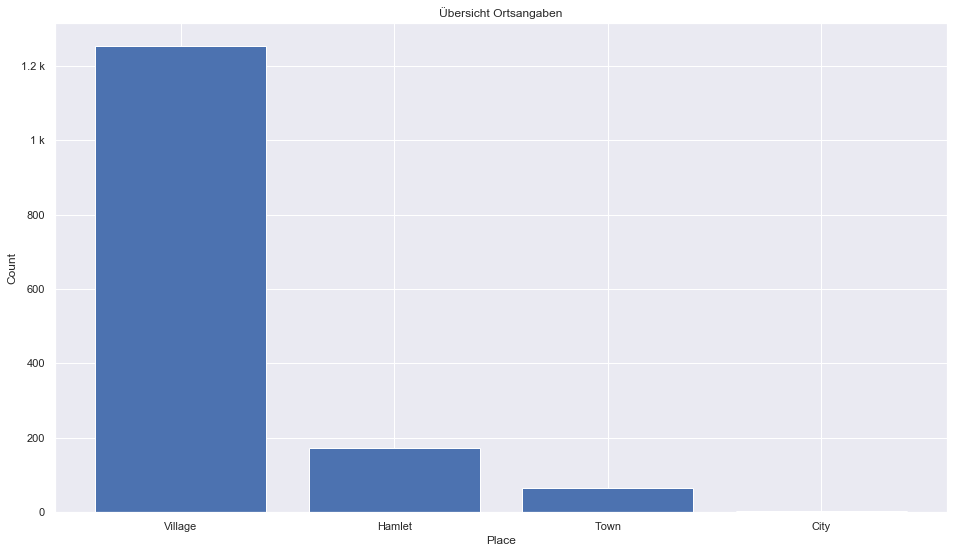 Übersicht Ortsangaben
1.2 k
1 k
800
600
400
200
0
Count
Village
Hamlet
Town
City
Place